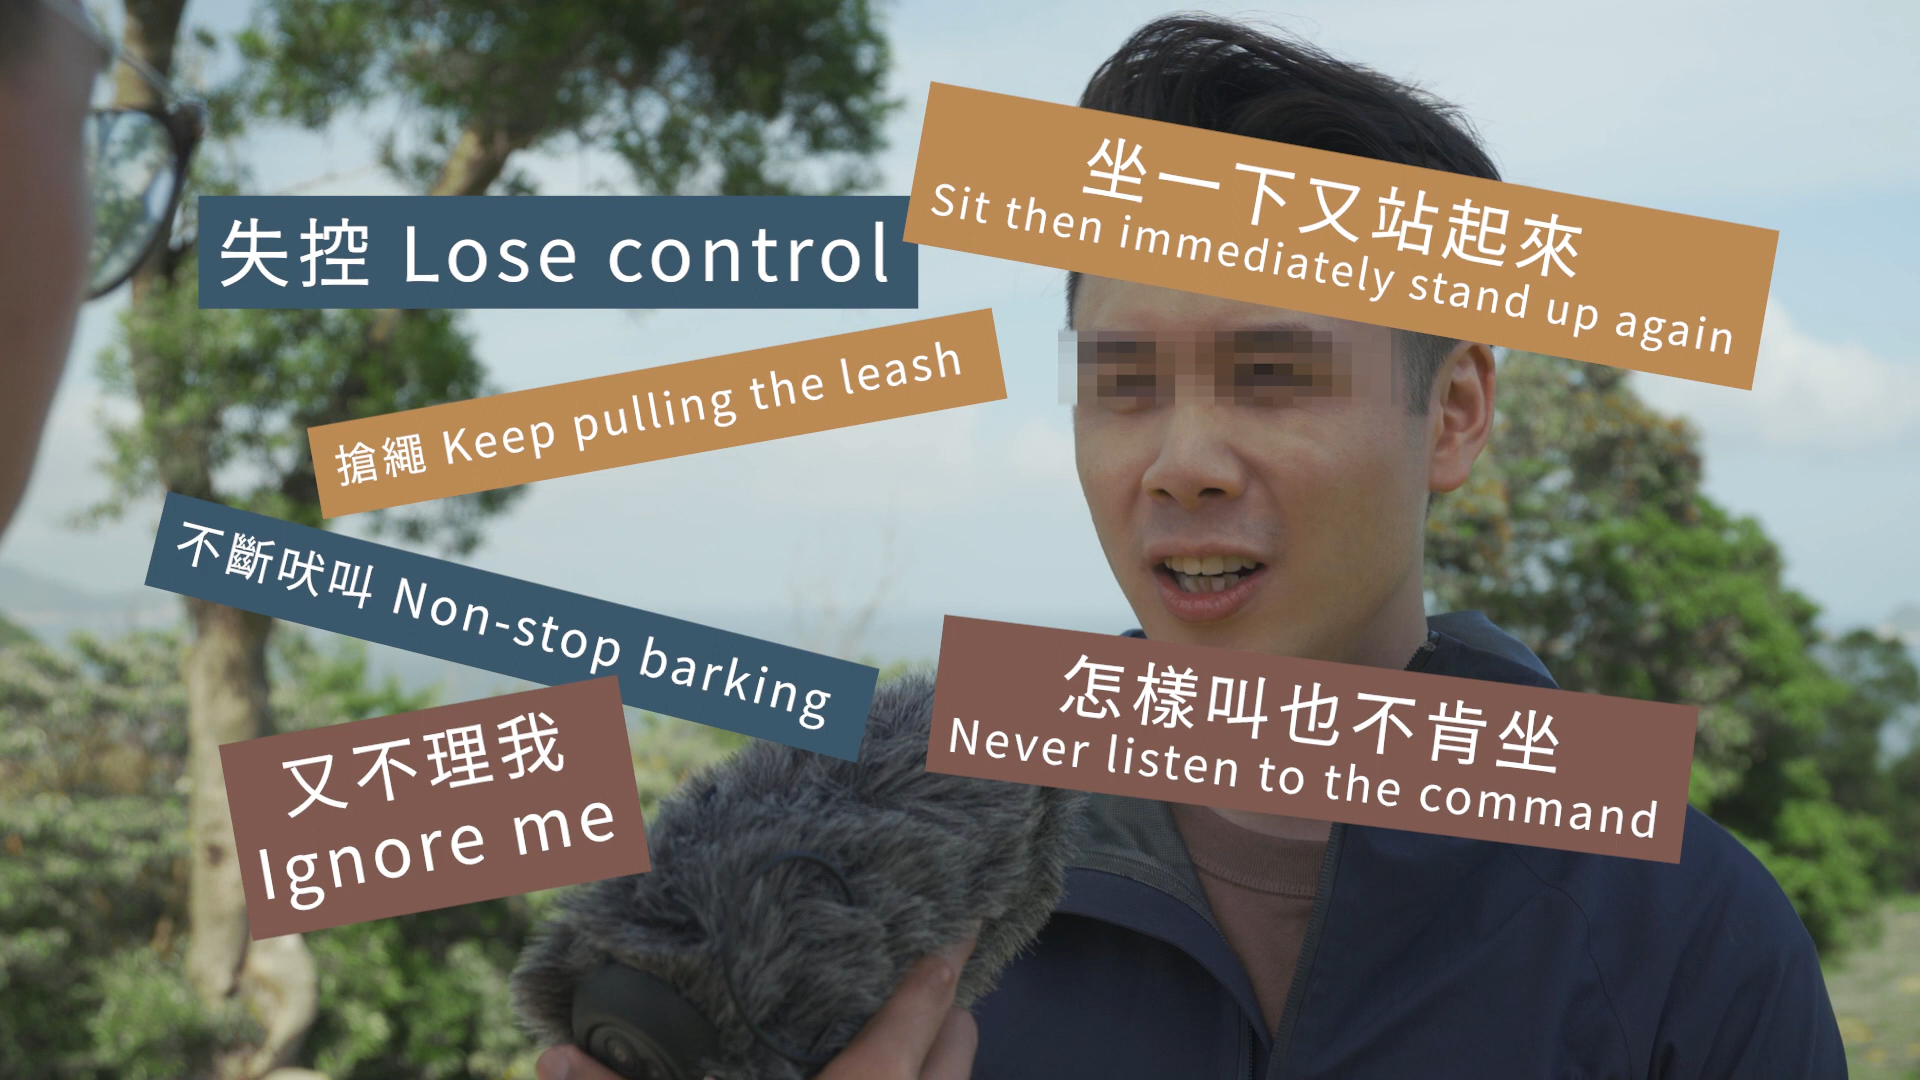 坐一下又站起來
Sit then immediately stand up again
失控 Lose control
搶繩 Keep pulling the leash
不斷吠叫 Non-stop barking
怎樣叫也不肯坐
Never listen to the command
又不理我
Ignore me